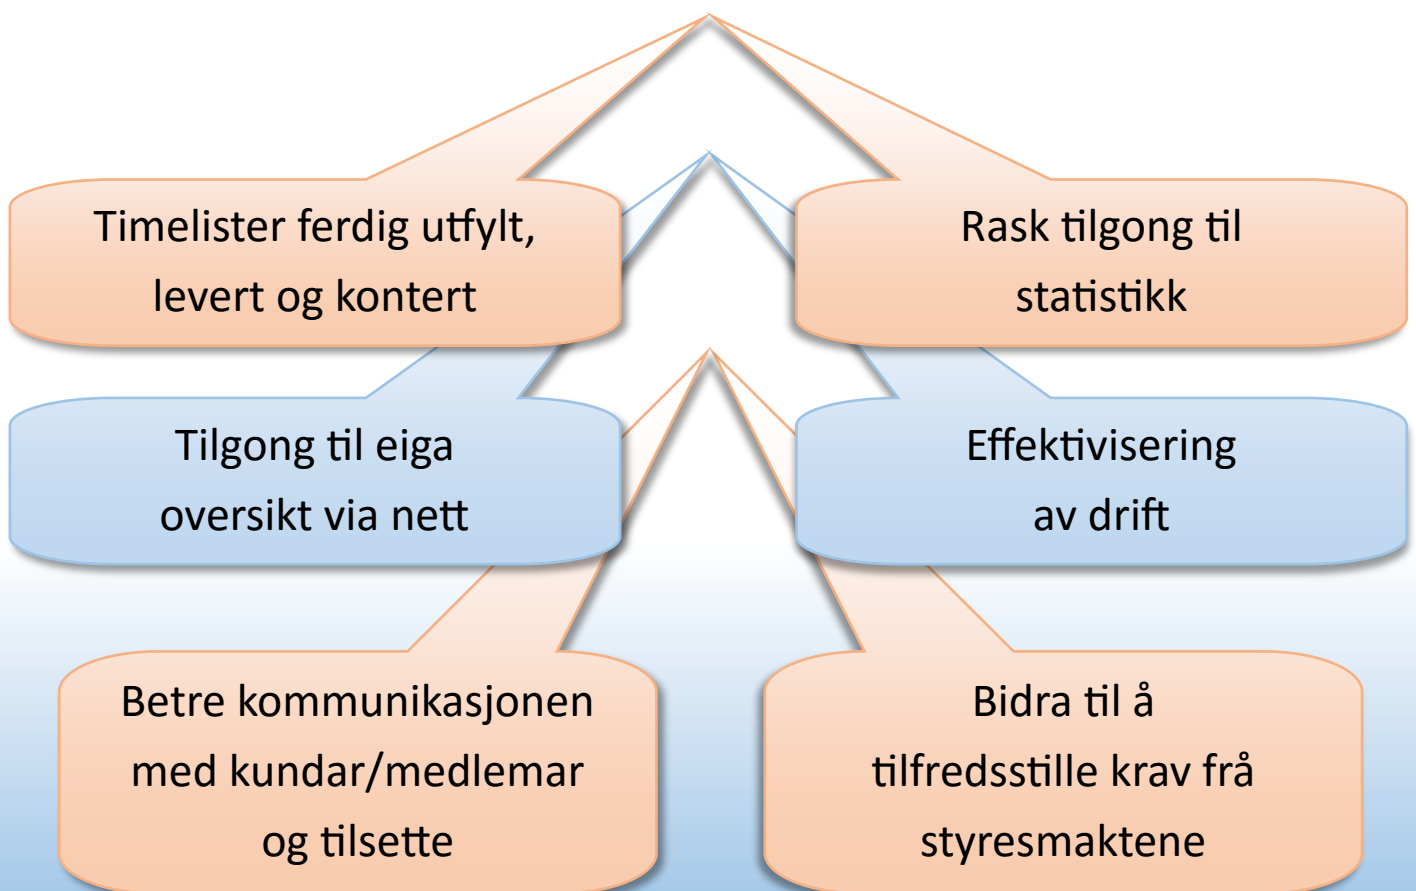 Timelister ferdig utfylt,
levert og kontert
Rask tilgong til
statistikk
Tilgong til eiga
oversikt via nett
Effektivisering
av drift
Betre kommunikasjonen
med kundar/medlemar
og tilsette
Bidra til å
tilfredsstille krav frå
styresmaktene